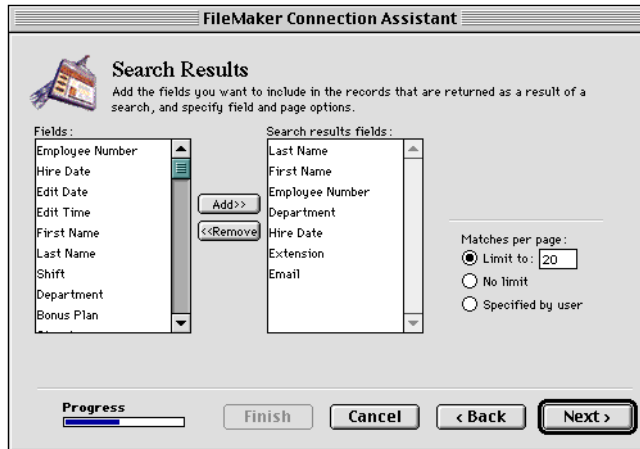 FileMaker Connection Assistant
Search Results
Add the fields you want to include in the records that are returned as a result of a
search, and specify field and page options.
Fields:
Employee Number
Hire Date
Edit Date
Edit Time
First Name
Last Name
Shift
Department
Bonus Plan
Add>>
<<Remove
Search results fields:
Last Name
First Name
Employee Number
Department
Hire Date
Extension
Email
Matches per page:
Limit to: 20
No limit
Specified by user
Progress
Finish
Cancel
< Back
Next >